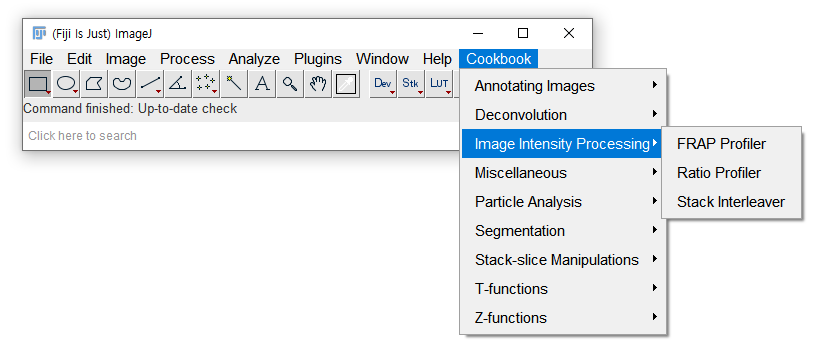 (Fiji Is Just) ImageJ
File Edit Image Process Analyze Plugins Window Help Cookbook
A Dev Stk LUT
Command finished: Up-to-date check
Click here to search
Annotating Images
Deconvolution
Image Intensity Processing
Miscellaneous
Particle Analysis
Segmentation
Stack-slice Manipulations
T-functions
Z-functions
FRAP Profiler
Ratio Profiler
Stack Interleaver